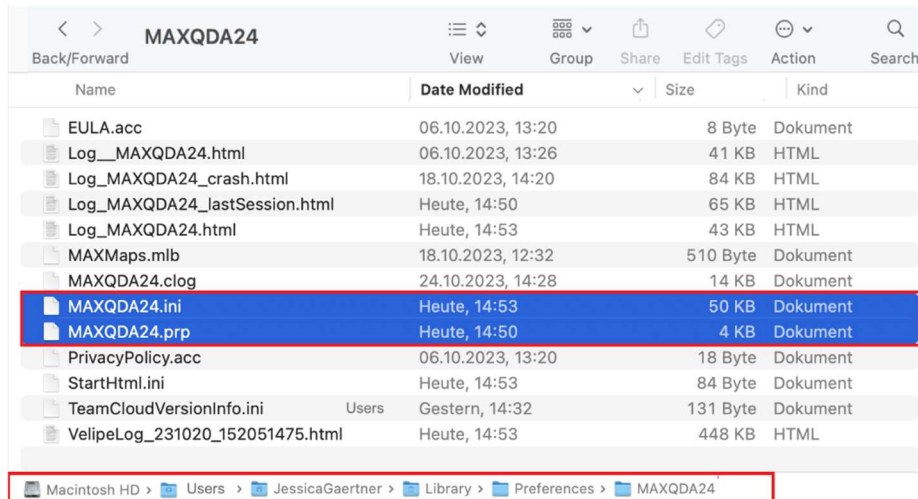 MAXQDA24
Back/Forward View Group Share Edit Tags Action Search
Name Date Modified Size Kind
EULA.acc 06.10.2023, 13:20 8 Byte Dokument
Log__MAXQDA24.html 06.10.2023, 13:26 41 KB HTML
Log_MAXQDA24_crash.html 18.10.2023, 14:20 84 KB HTML
Log_MAXQDA24_lastSession.html Heute, 14:50 65 KB HTML
Log_MAXQDA24.html Heute, 14:53 43 KB HTML
MAXMaps.mlb 18.10.2023, 12:32 510 Byte Dokument
MAXQDA24.clog 24.10.2023, 14:28 14 KB Dokument
MAXQDA24.ini Heute, 14:53 50 KB Dokument
MAXQDA24.prp Heute, 14:50 4 KB Dokument
PrivacyPolicy.acc 06.10.2023, 13:20 18 Byte Dokument
StartHtml.ini Heute, 14:53 84 Byte Dokument
TeamCloudVersionInfo.ini Users Gestern, 14:32 131 Byte Dokument
VelipeLog_231020_152051475.html Heute, 14:53 448 KB HTML
Macintosh HD > Users > JessicaGaertner > Library > Preferences > MAXQDA24